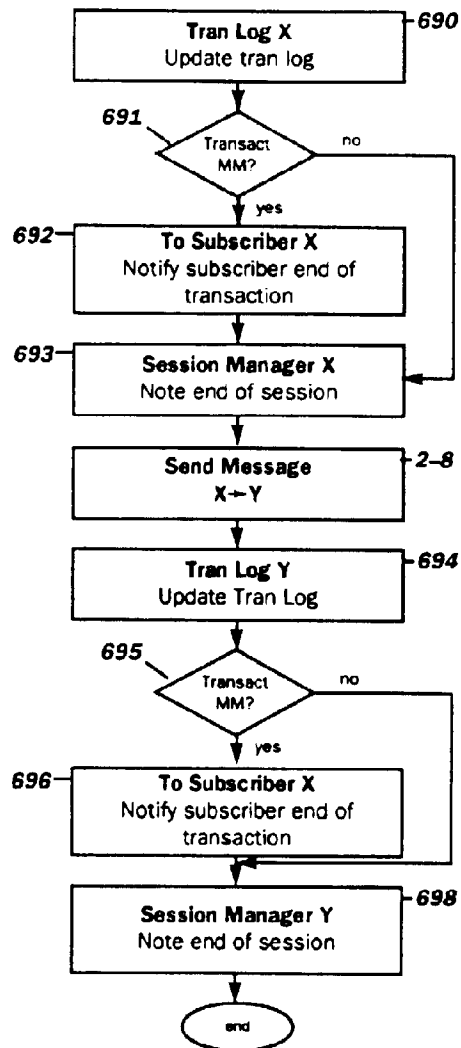 Tran Log X
Update tran log
690
691
Transact
MM?
no
yes
692
To Subscriber X
Notify subscriber end of
transaction
693
Session Manager X
Note end of session
Send Message
X→Y
2–8
Tran Log Y
Update Tran Log
694
695
Transact
MM?
no
yes
696
To Subscriber X
Notify subscriber end of
transaction
Session Manager Y
Note end of session
698
end